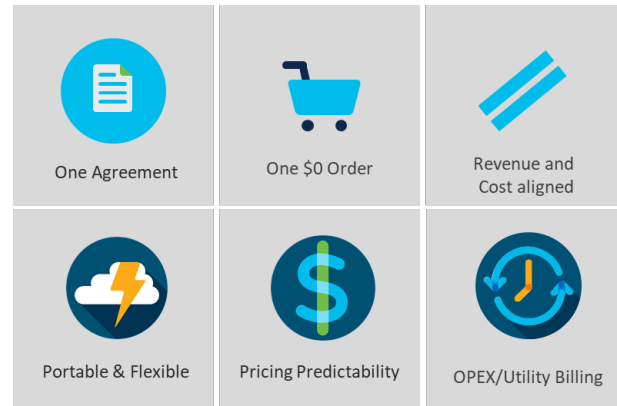 One Agreement
One $0 Order
Revenue and
Cost aligned
Portable & Flexible
Pricing Predictability
OPEX/Utility Billing